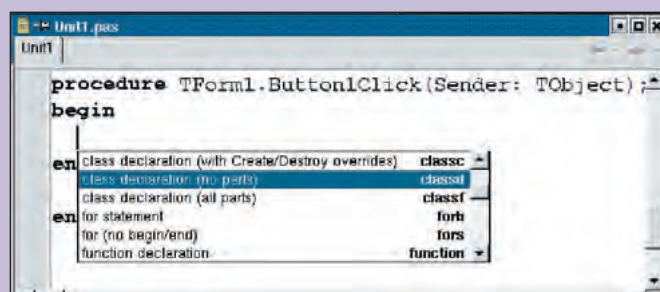 Unit1.pas
Unit1
procedure TForm1.Button1Click(Sender: TObject);
begin
class declaration (with Create/Destroy overrides) classc
en
class declaration (no parts) classd
class declaration (all parts) classf
en for statement forb
for (no begin/end) fors
function declaration function